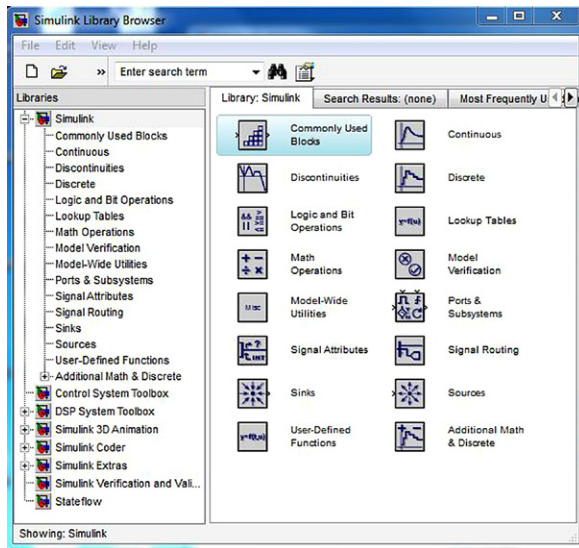 Simulink Library Browser
File Edit View Help
» Enter search term
Libraries
Library: Simulink Search Results: (none) Most Frequently U
Simulink
Commonly Used Blocks
Continuous
Discontinuities
Discrete
Logic and Bit Operations
Lookup Tables
Math Operations
Model Verification
Model-Wide Utilities
Ports & Subsystems
Signal Attributes
Signal Routing
Sinks
Sources
User-Defined Functions
Additional Math & Discrete
Control System Toolbox
DSP System Toolbox
Simulink 3D Animation
Simulink Coder
Simulink Extras
Simulink Verification and Vali...
Stateflow
Commonly Used
Blocks
Continuous
Discontinuities
Discrete
Logic and Bit
Operations
y=f(u)
Lookup Tables
Math
Operations
Model
Verification
Misc
Model-Wide
Utilities
Ports &
Subsystems
Signal Attributes
Signal Routing
Sinks
Sources
y=f(u)
User-Defined
Functions
Additional Math
& Discrete
Showing: Simulink